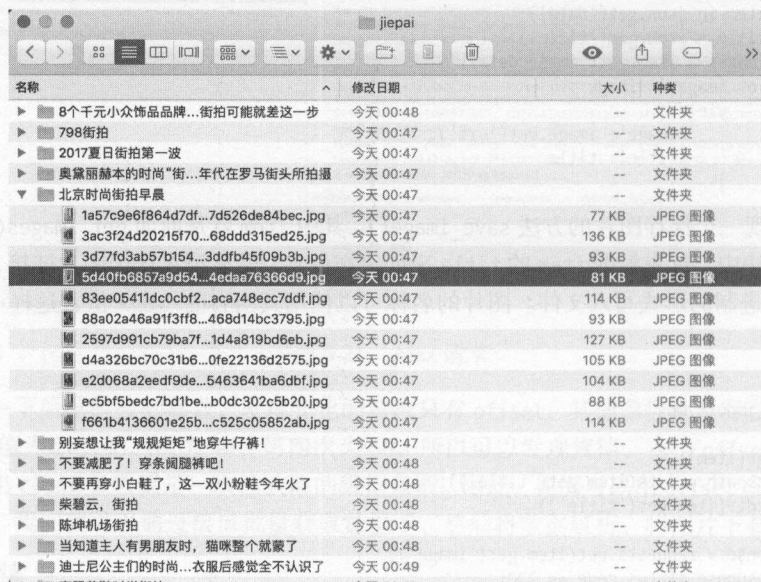 jiepai
名称 修改日期 大小 种类
8个千元小众饰品品牌...街拍可能就差这一步 今天 00:48 -- 文件夹
798街拍 今天 00:47 -- 文件夹
2017夏日街拍第一波 今天 00:47 -- 文件夹
奥黛丽赫本的时尚“街...年代在罗马街头所拍摄 今天 00:47 -- 文件夹
北京时尚街拍早晨 今天 00:47 -- 文件夹
1a57c9e6f864d7df...7d526de84bec.jpg 今天 00:47 77 KB JPEG 图像
3ac3f2a20215f70...68ddd315ed25.jpg 今天 00:47 136 KB JPEG 图像
3d77fd3ab57b154...3ddfb45f09b3b.jpg 今天 00:47 93 KB JPEG 图像
5d40fb6857a9d54...4edaa76366d9.jpg 今天 00:47 81 KB JPEG 图像
83ee05411dc0cbf2...aca748ecc7ddf.jpg 今天 00:47 114 KB JPEG 图像
88a02a46a91f3ff8...468d14bc3795.jpg 今天 00:47 93 KB JPEG 图像
2597d991cb79ba7f...1d4a819bd6eb.jpg 今天 00:47 127 KB JPEG 图像
d4a326bc70c31b6...0fe22136d2575.jpg 今天 00:47 105 KB JPEG 图像
e2d068a2eedf9de...5463641ba6dbf.jpg 今天 00:47 104 KB JPEG 图像
ec5bf5bedc7bd1be...b0dc302c5b20.jpg 今天 00:47 88 KB JPEG 图像
f661b4136601e25b...c525c05852ab.jpg 今天 00:47 114 KB JPEG 图像
别妄想让我“规规矩矩”地穿牛仔裤！ 今天 00:47 -- 文件夹
不要减肥了！穿条阔腿裤吧！ 今天 00:48 -- 文件夹
不要再穿小白鞋了，这一双小粉鞋今年火了 今天 00:48 -- 文件夹
柴碧云，街拍 今天 00:48 -- 文件夹
陈坤机场街拍 今天 00:48 -- 文件夹
当知道主人有男朋友时，猫咪整个就蒙了 今天 00:48 -- 文件夹
迪士尼公主们的时尚...衣服后感觉全不认识了 今天 00:49 -- 文件夹